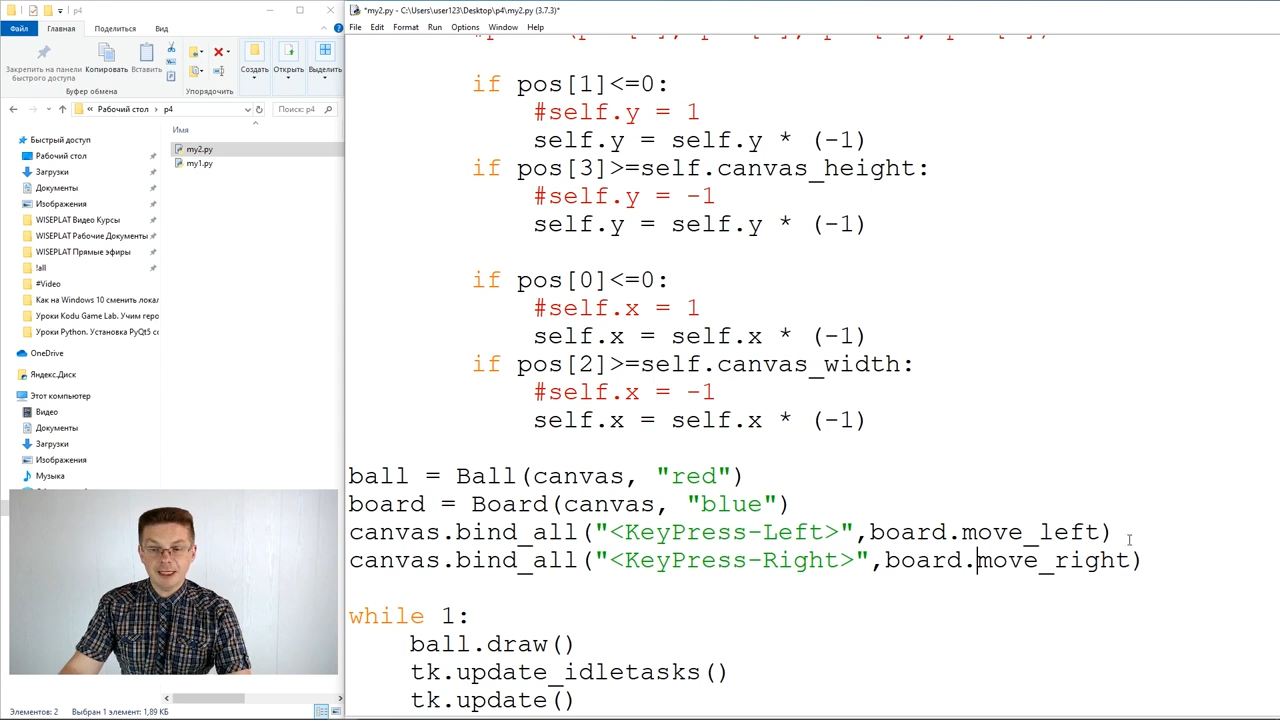 p4
Файл
Главная
Поделиться
Вид
Закрепить на панели
быстрого доступа
Копировать
Вставить
Создать
Открыть
Выделить
Буфер обмена
Упорядочить
Рабочий стол
p4
Поиск: p4
Быстрый доступ
Рабочий стол
Загрузки
Документы
Изображения
WISEPLAT Видео Курсы
WISEPLAT Рабочие Документы
WISEPLAT Прямые эфиры
!all
#Video
Как на Windows 10 сменить лока
Уроки Kodu Game Lab. Учим геро
Уроки Python. Установка PyQt5 со
OneDrive
Яндекс.Диск
Этот компьютер
Видео
Документы
Загрузки
Изображения
Музыка
Имя
my2.py
my1.py
Элементов: 2
Выбран 1 элемент: 1,89 КБ
*my2.py - C:\Users\user123\Desktop\p4\my2.py (3.7.3)*
File Edit Format Run Options Window Help
if pos[1]<=0:
#self.y = 1
self.y = self.y * (-1)
if pos[3]>=self.canvas_height:
#self.y = -1
self.y = self.y * (-1)
if pos[0]<=0:
#self.x = 1
self.x = self.x * (-1)
if pos[2]>=self.canvas_width:
#self.x = -1
self.x = self.x * (-1)
ball = Ball(canvas, "red")
board = Board(canvas, "blue")
canvas.bind_all("<KeyPress-Left>",board.move_left)
canvas.bind_all("<KeyPress-Right>",board.move_right)
while 1:
ball.draw()
tk.update_idletasks()
tk.update()